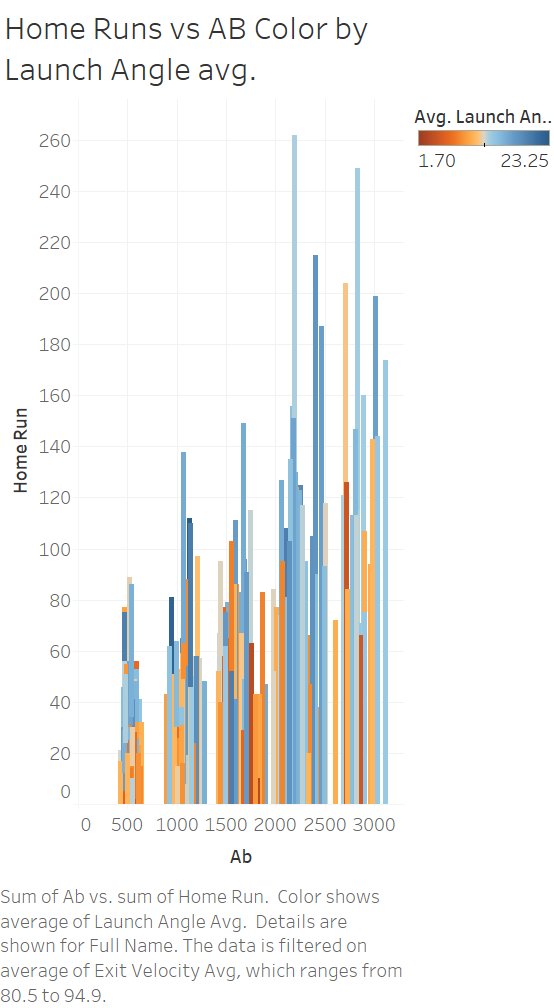 Home Runs vs AB Color by
Launch Angle avg.
Avg. Launch An..
1.70 23.25
260
240
220
200
180
160
140
120
100
80
60
40
20
0
Home Run
0 500 1000 1500 2000 2500 3000
Ab
Sum of Ab vs. sum of Home Run. Color shows
average of Launch Angle Avg. Details are
shown for Full Name. The data is filtered on
average of Exit Velocity Avg, which ranges from
80.5 to 94.9.